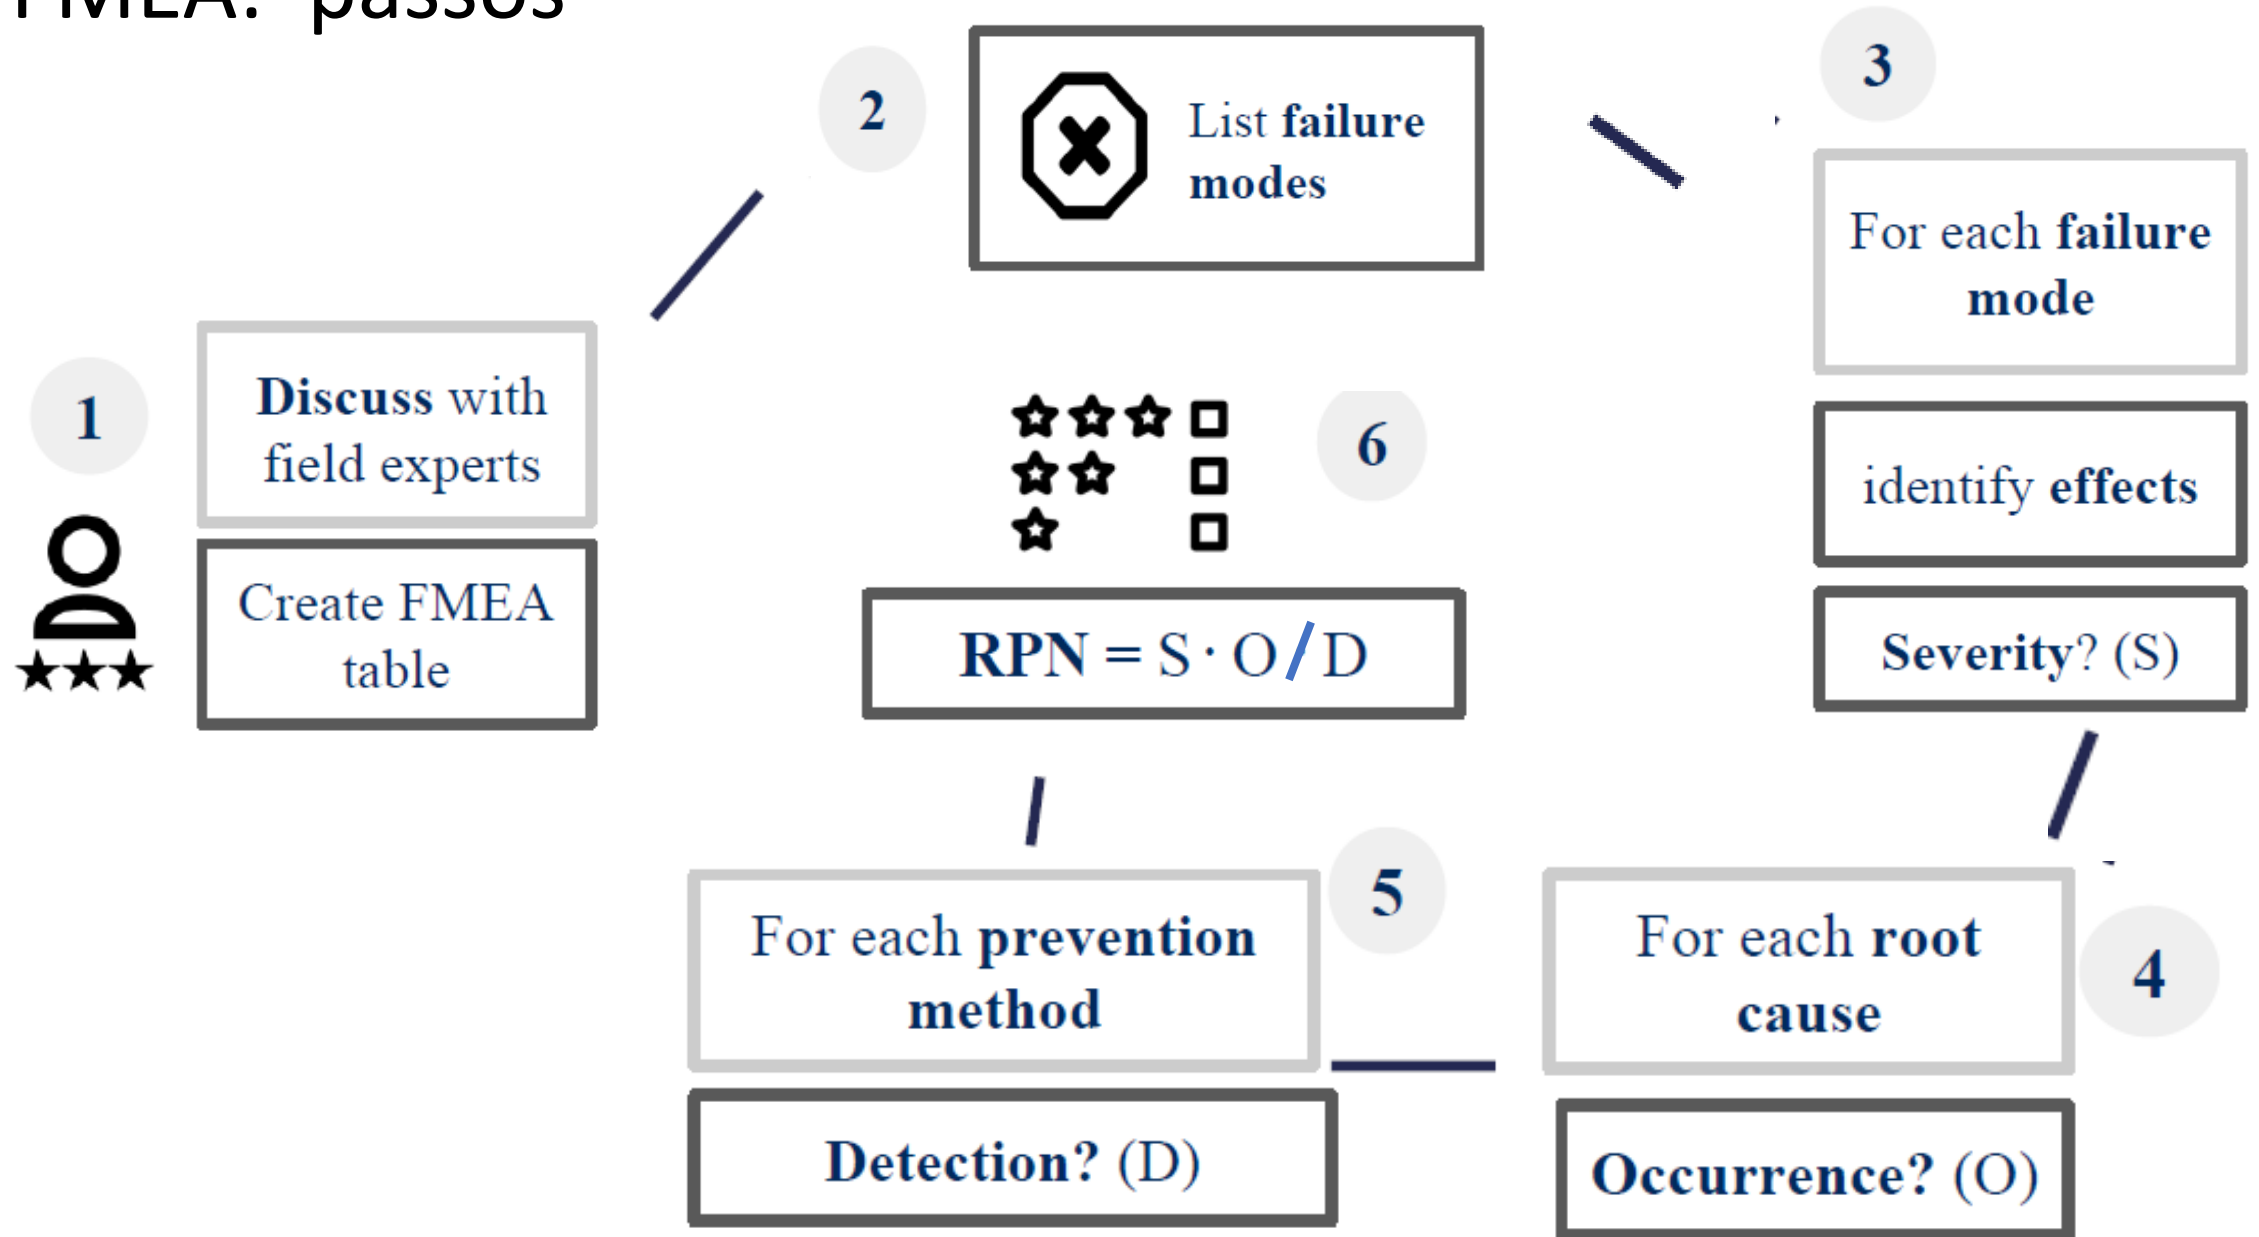 FMEA: passos
1
Discuss with
field experts
Create FMEA
table
2
List failure
modes
3
For each failure
mode
identify effects
Severity? (S)
4
For each root
cause
Occurrence? (O)
5
For each prevention
method
Detection? (D)
6
RPN = S · O / D